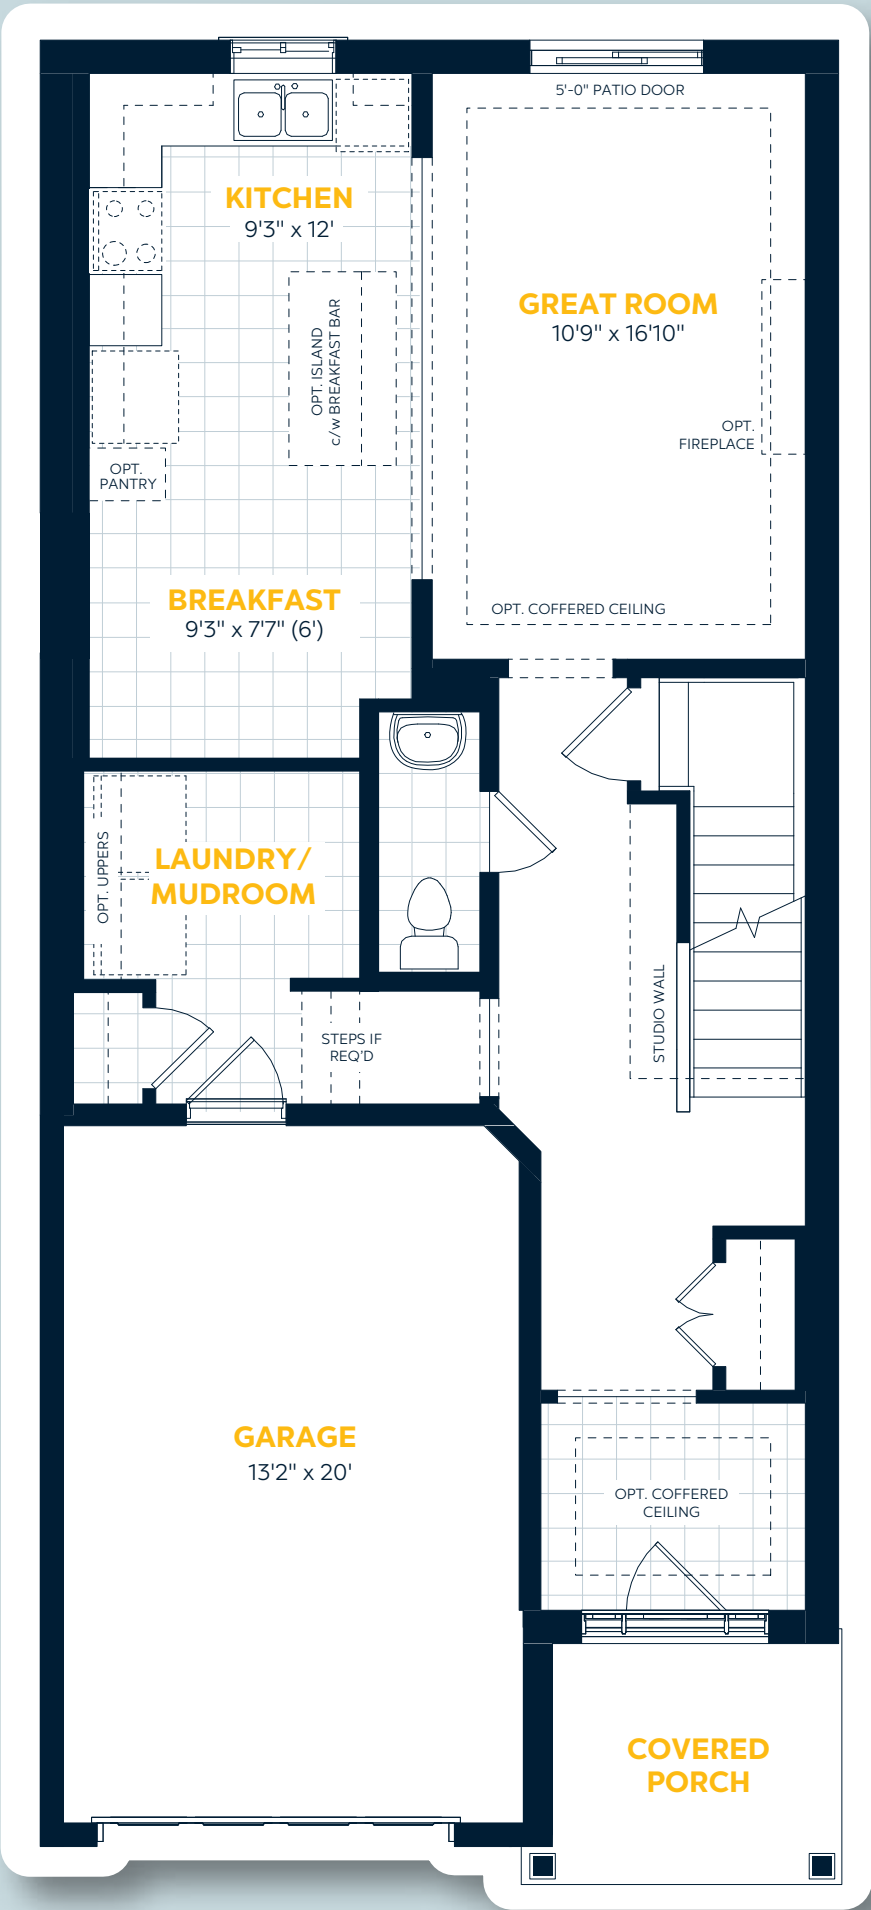 5'-0" PATIO DOOR
KITCHEN
9'3" x 12'
OPT. ISLAND
c/w BREAKFAST BAR
GREAT ROOM
10'9" x 16'10"
OPT.
FIREPLACE
OPT.
PANTRY
BREAKFAST
9'3" x 7'7" (6')
OPT. COFFERED CEILING
OPT. UPPERS
LAUNDRY/
MUDROOM
STUDIO WALL
STEPS IF
REQ'D
GARAGE
13'2" x 20'
OPT. COFFERED
CEILING
COVERED
PORCH